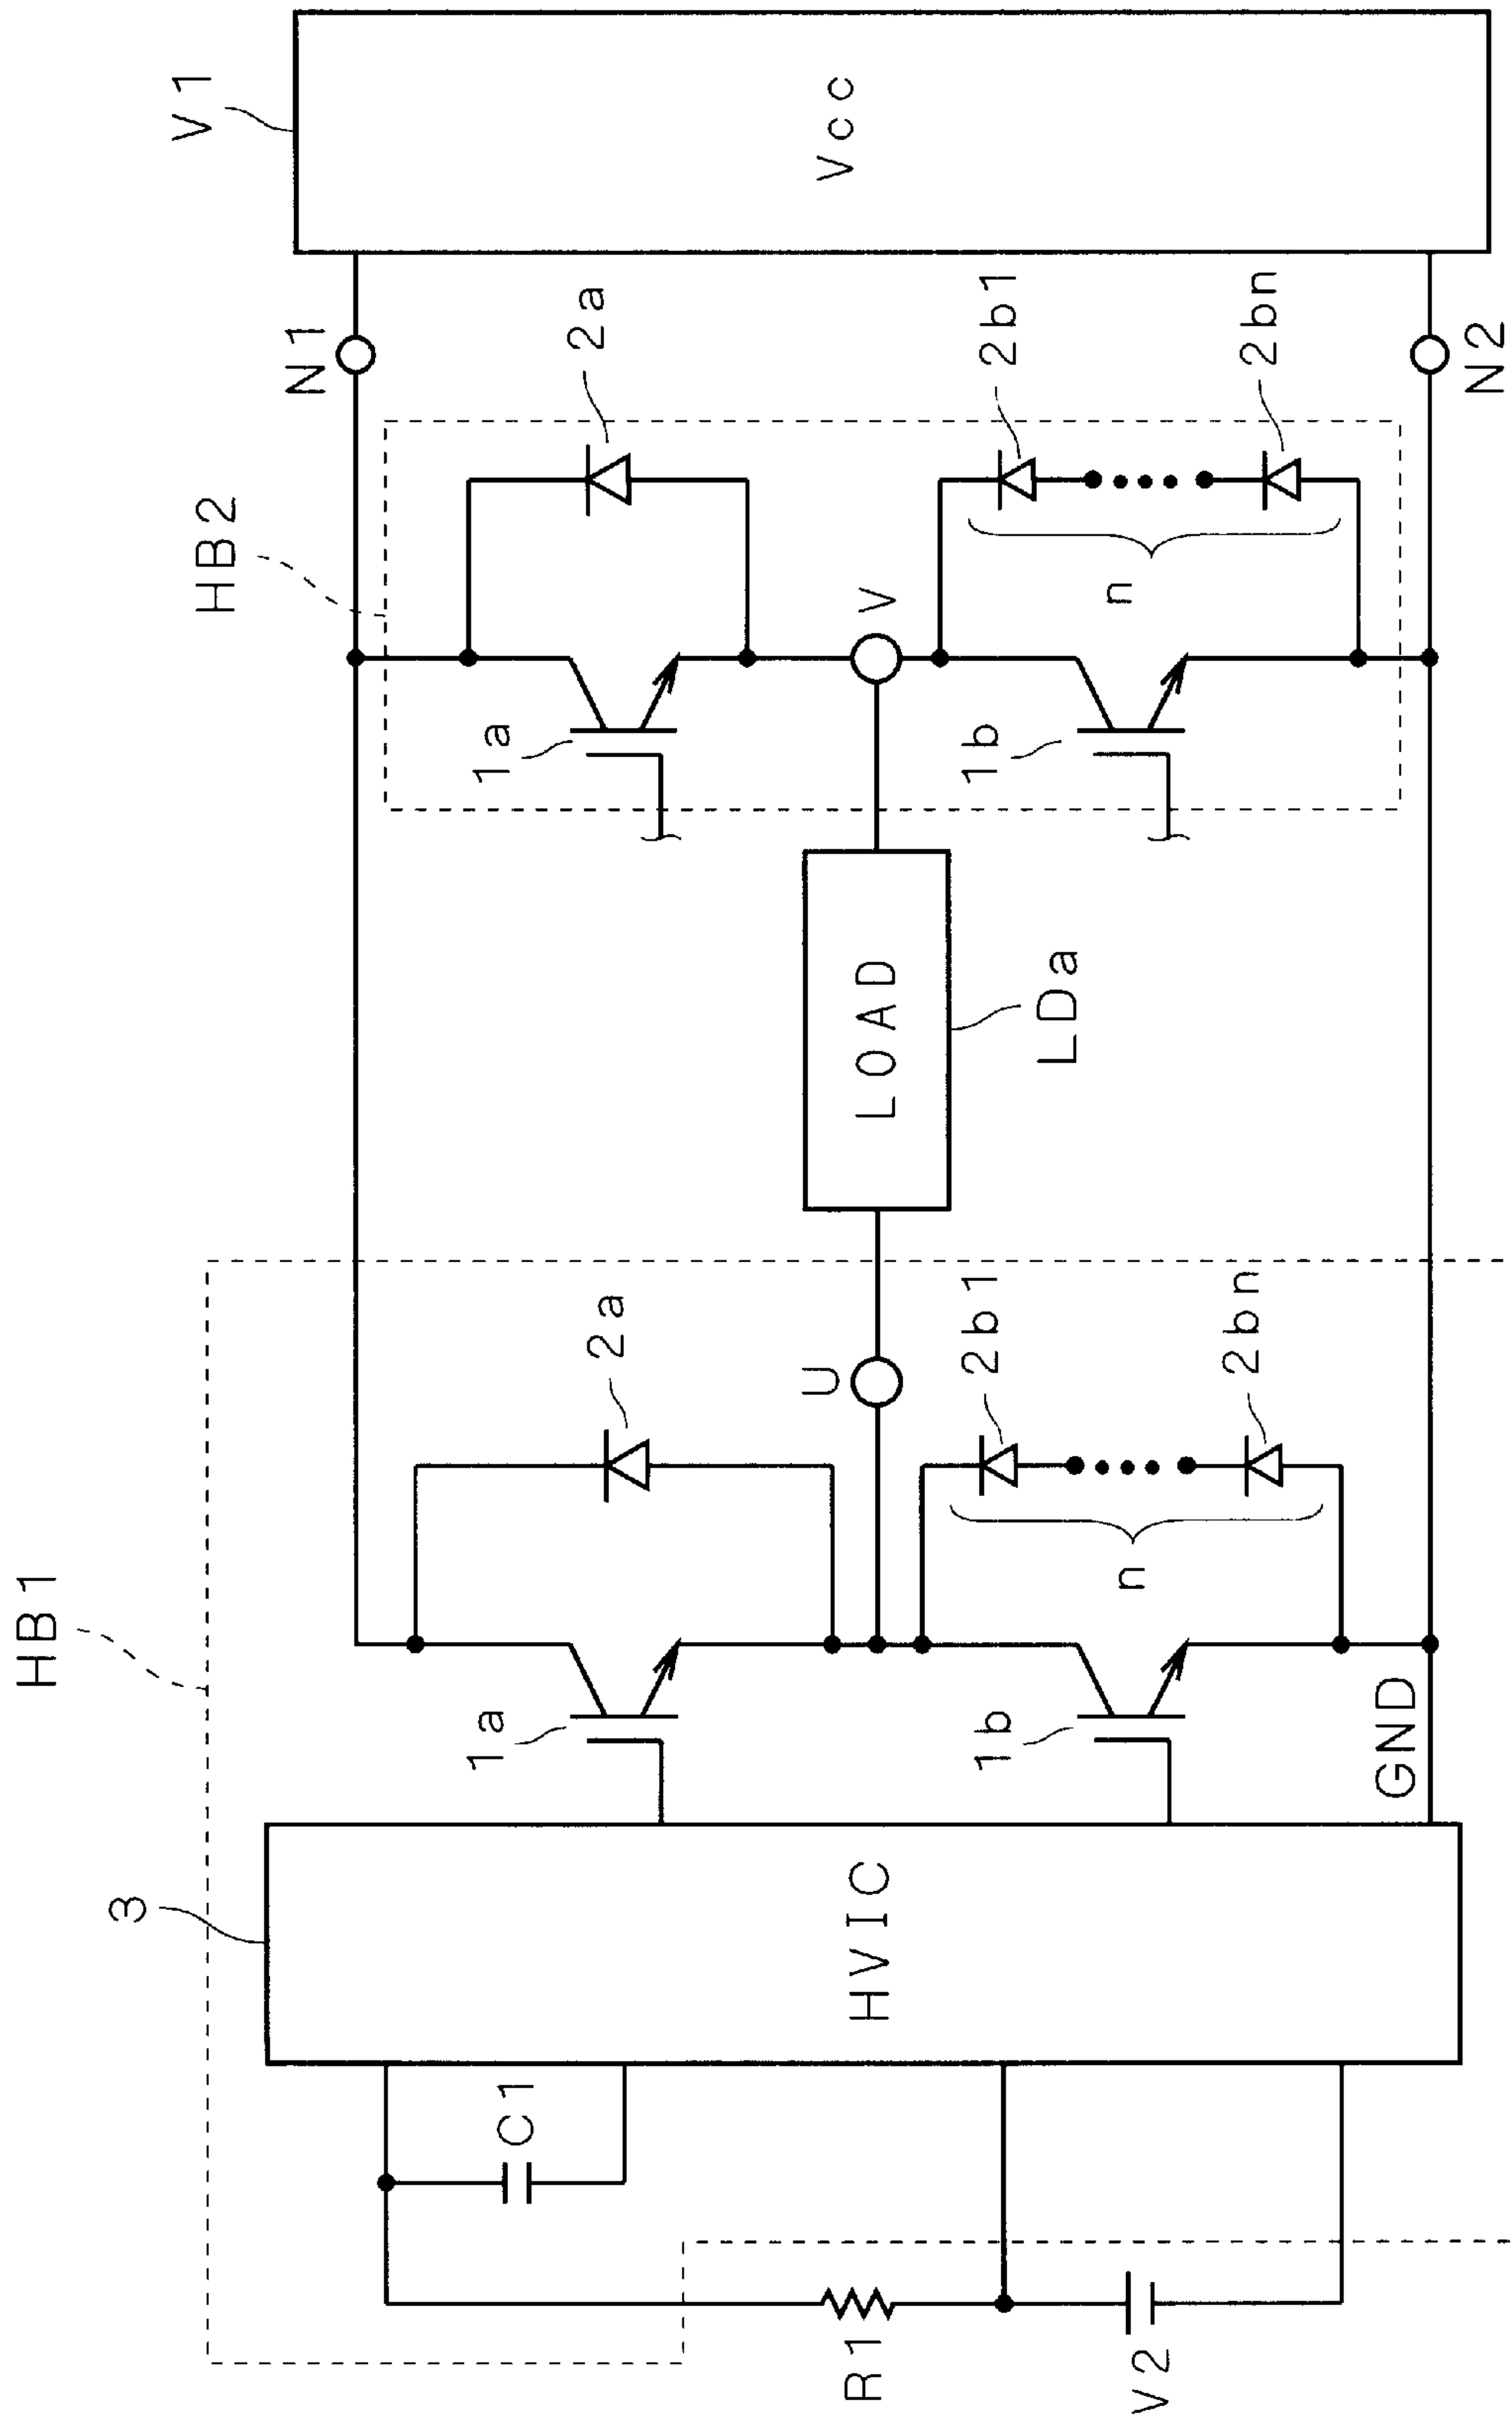 HB1
3
HVIC
C1
R1
V2
GND
1a
2a
U
1b
2b1
2bn
n
LOAD
LDa
HB2
1a
2a
V
1b
2b1
2bn
n
N1
N2
V1
Vcc